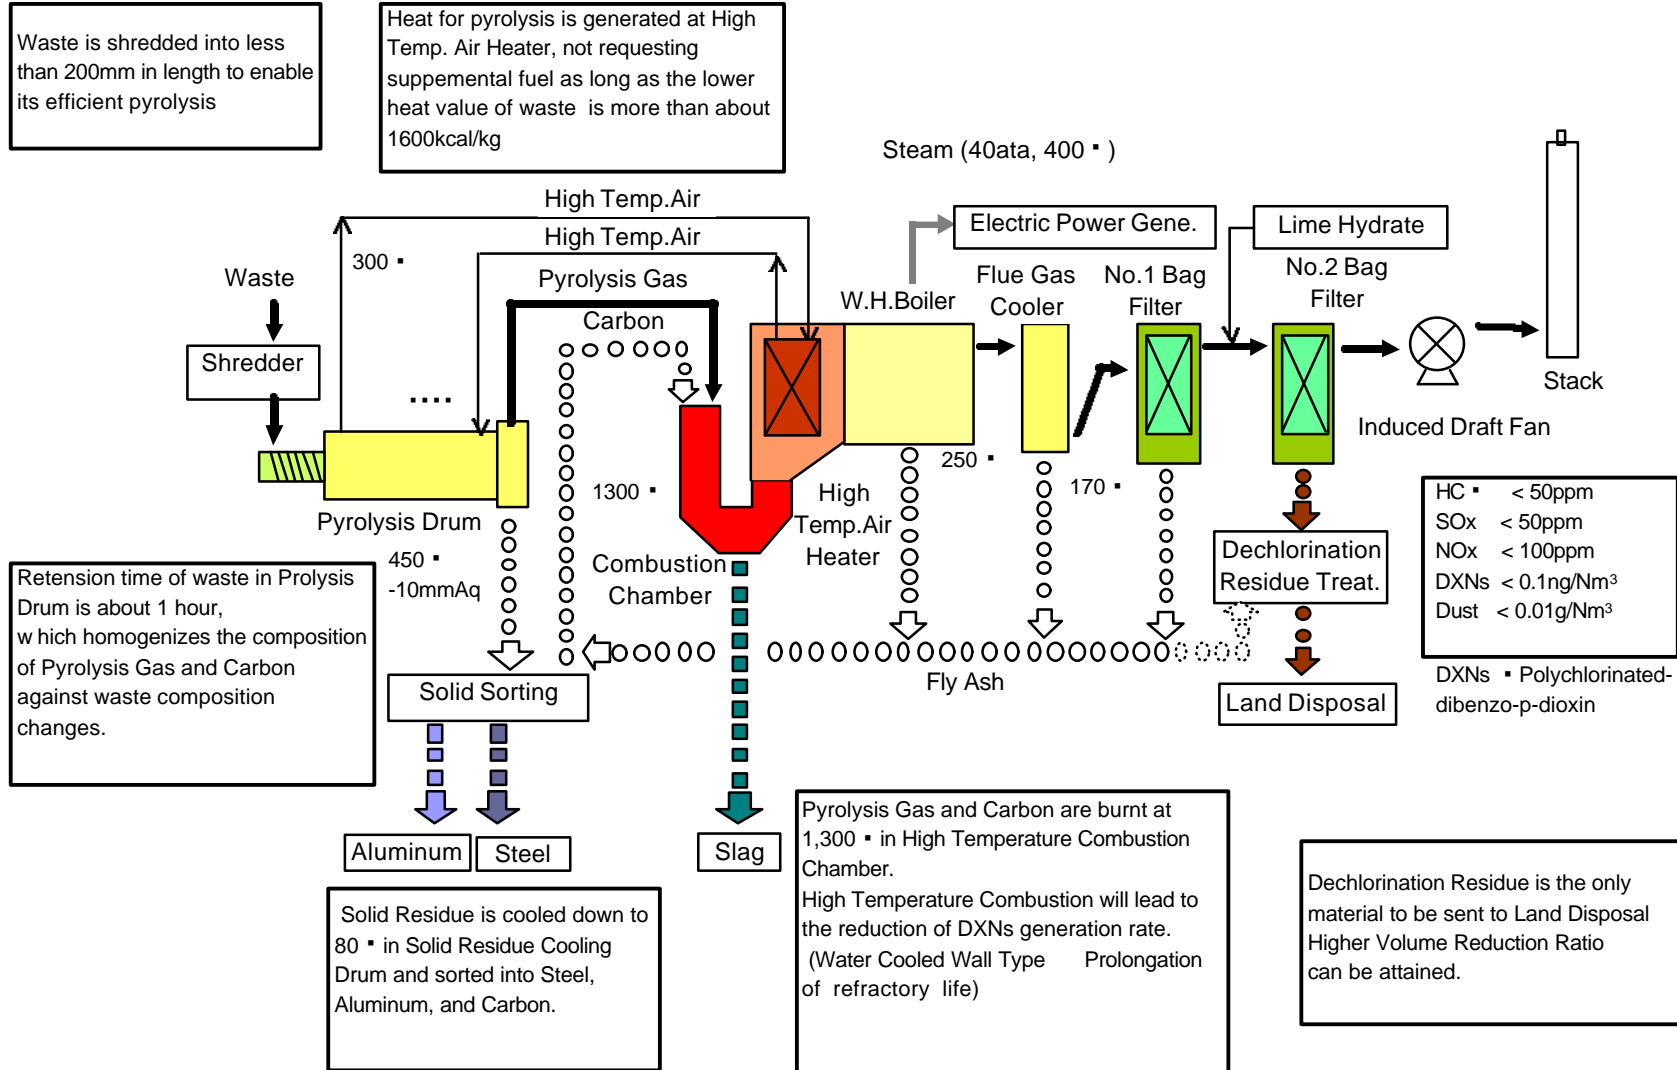 Waste is shredded into less
than 200mm in length to enable
its efficient pyrolysis
Heat for pyrolysis is generated at High
Temp. Air Heater, not requesting
suppemental fuel as long as the lower
heat value of waste is more than about
1600kcal/kg
Steam (40ata, 400 ▪ )
High Temp.Air
High Temp.Air
300 ▪
Pyrolysis Gas
Carbon
Waste
Shredder
....
Electric Power Gene.
Lime Hydrate
W.H.Boiler
Flue Gas
Cooler
No.1 Bag
Filter
No.2 Bag
Filter
Stack
Induced Draft Fan
Pyrolysis Drum
450 ▪
-10mmAq
1300 ▪
Combustion
Chamber
High
Temp.Air
Heater
250 ▪
170 ▪
HC ▪ < 50ppm
SOx < 50ppm
NOx < 100ppm
DXNs < 0.1ng/Nm³
Dust < 0.01g/Nm³
DXNs ▪ Polychlorinated-
dibenzo-p-dioxin
Dechlorination
Residue Treat.
Land Disposal
Fly Ash
Retension time of waste in Prolysis
Drum is about 1 hour,
w hich homogenizes the composition
of Pyrolysis Gas and Carbon
against waste composition
changes.
Solid Sorting
Aluminum
Steel
Slag
Solid Residue is cooled down to
80 ▪ in Solid Residue Cooling
Drum and sorted into Steel,
Aluminum, and Carbon.
Pyrolysis Gas and Carbon are burnt at
1,300 ▪ in High Temperature Combustion
Chamber.
High Temperature Combustion will lead to
the reduction of DXNs generation rate.
(Water Cooled Wall Type Prolongation
of refractory life)
Dechlorination Residue is the only
material to be sent to Land Disposal
Higher Volume Reduction Ratio
can be attained.